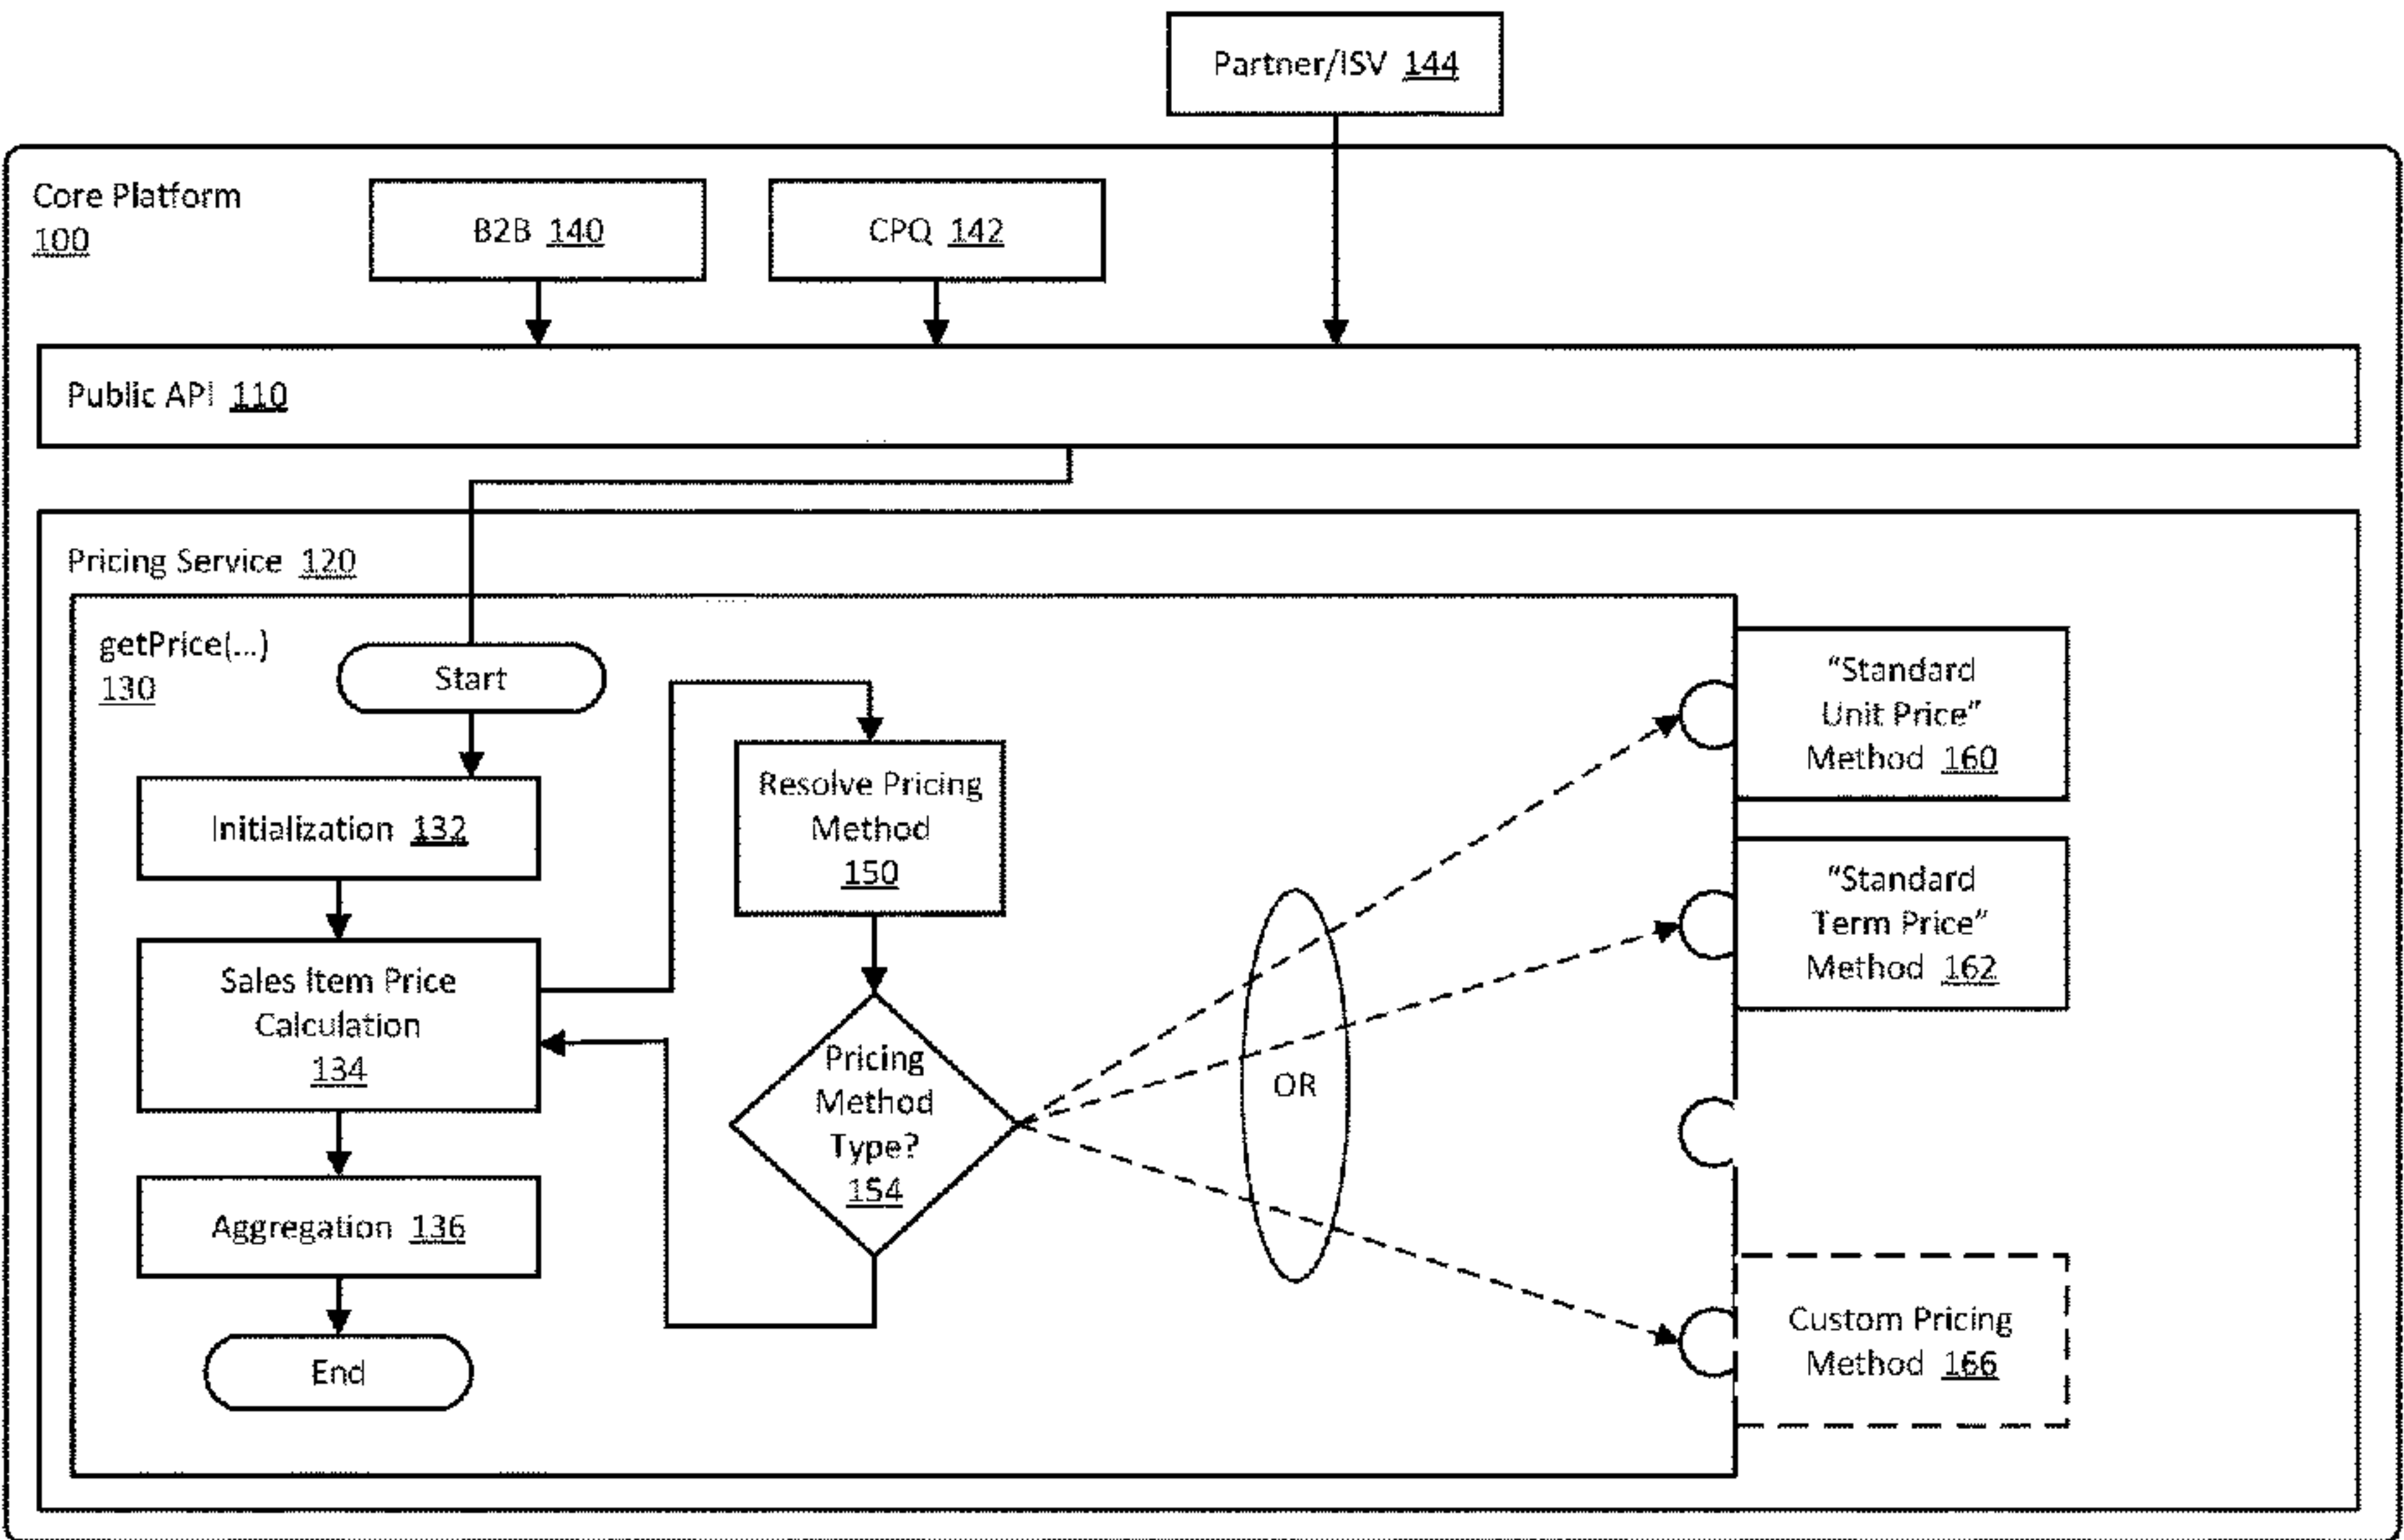 Partner/ISV 144
Core Platform
100
B2B 140
CPQ 142
Public API 110
Pricing Service 120
getPrice(...)
130
Start
Initialization 132
Sales Item Price
Calculation
134
Aggregation 136
End
Resolve Pricing
Method
150
Pricing
Method
Type?
154
OR
“Standard
Unit Price”
Method 160
“Standard
Term Price”
Method 162
Custom Pricing
Method 166